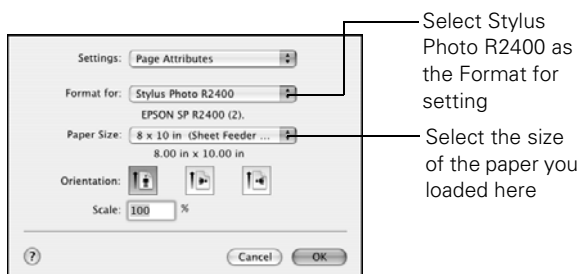 Settings: Page Attributes
Format for: Stylus Photo R2400
EPSON SP R2400 (2).
Paper Size: 8 x 10 in (Sheet Feeder ...
8.00 in x 10.00 in
Orientation:
Scale: 100 %
?
Cancel OK
Select Stylus
Photo R2400 as
the Format for
setting
Select the size
of the paper you
loaded here